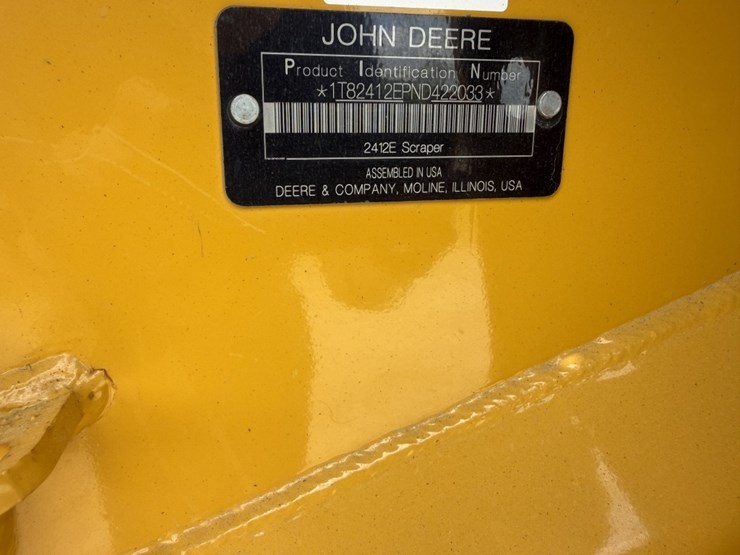 JOHN DEERE
Product Identification Number
*1T82412EPND422033*
2412E Scraper
ASSEMBLED IN USA
DEERE & COMPANY, MOLINE, ILLINOIS, USA